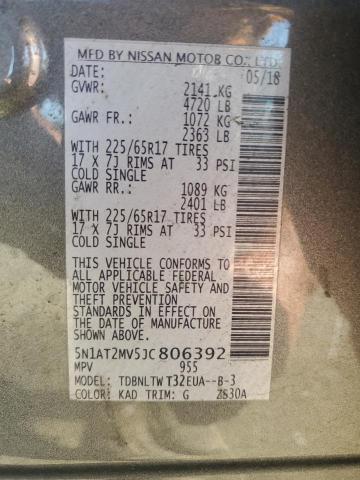 MFD BY NISSAN MOTOR CO., LTD.
DATE: 05/18
GVWR: 2141 KG
4720 LB
GAWR FR.: 1072 KG
2363 LB
WITH 225/65R17 TIRES
17 X 7J RIMS AT 33 PSI
COLD SINGLE
GAWR RR.: 1089 KG
2401 LB
WITH 225/65R17 TIRES
17 X 7J RIMS AT 33 PSI
COLD SINGLE
THIS VEHICLE CONFORMS TO
ALL APPLICABLE FEDERAL
MOTOR VEHICLE SAFETY
AND THEFT PREVENTION
STANDARDS IN EFFECT ON THE
DATE OF MANUFACTURE
SHOWN ABOVE.
5N1AT2MV5JC806392
MPV 955
MODEL: TDBNLTW T32EUA--B-3
COLOR: KAD TRIM: G Z830A